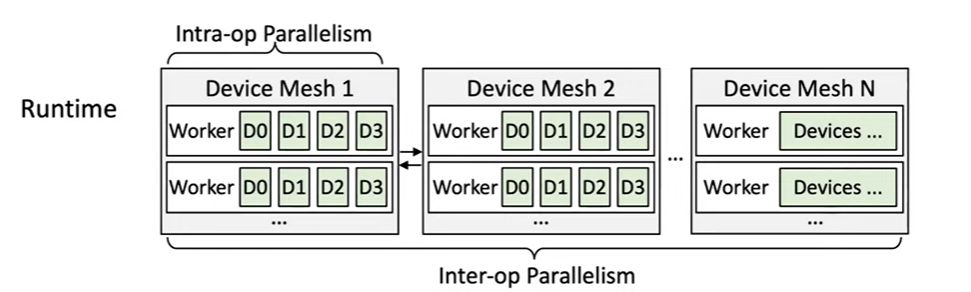 Intra-op Parallelism
Runtime
Device Mesh 1
Worker D0 D1 D2 D3
Worker D0 D1 D2 D3
...
Device Mesh 2
Worker D0 D1 D2 D3
Worker D0 D1 D2 D3
...
...
Device Mesh N
Worker Devices ...
Worker Devices ...
...
Inter-op Parallelism